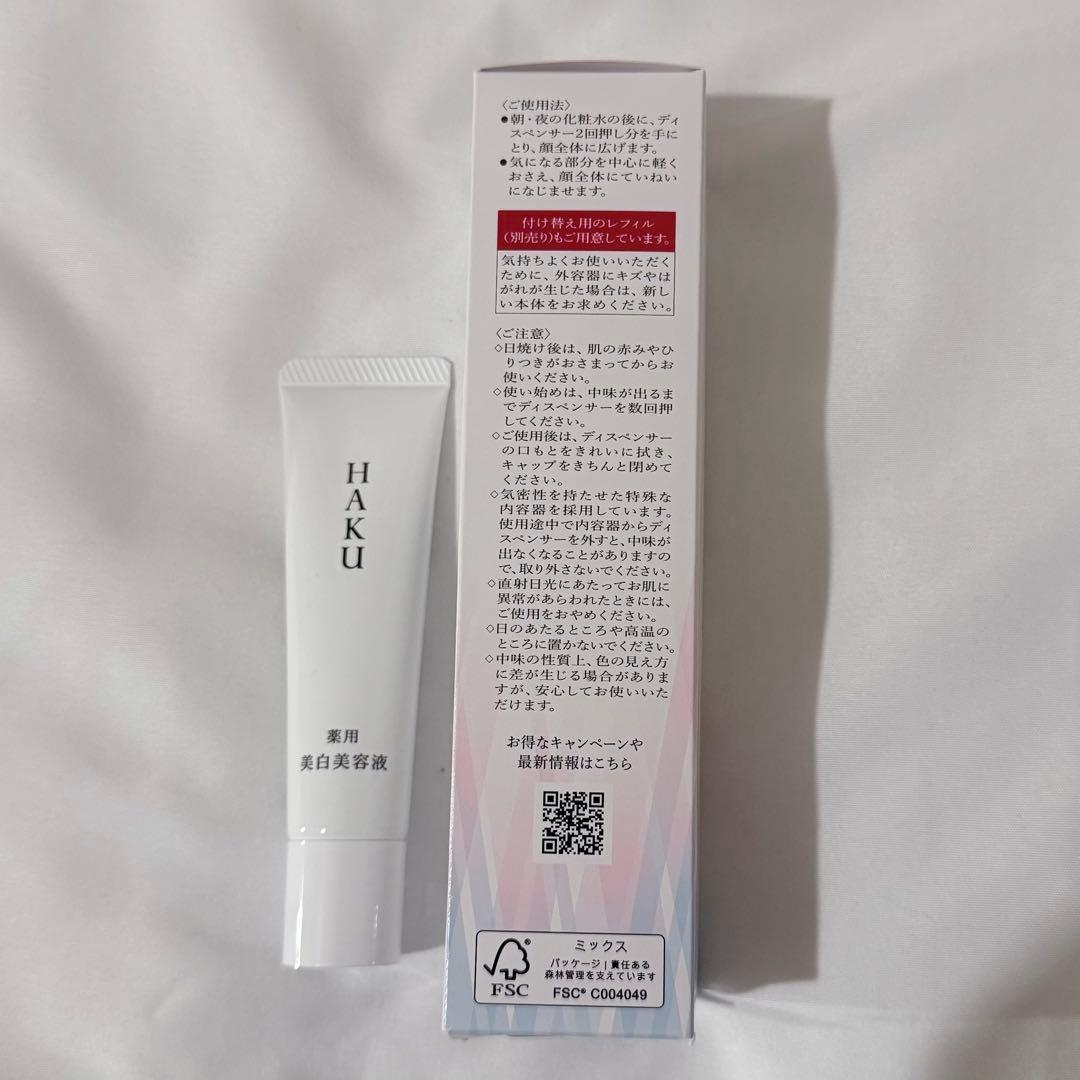 HAKU
薬用
美白美容液
〈ご使用法〉
●朝・夜の化粧水の後に、ディ
スペンサー2回押し分を手に
とり、顔全体に広げます。
●気になる部分を中心に軽く
おさえ、顔全体にていねい
になじませます。
付け替え用のレフィル
(別売り)もご用意しています。
気持ちよくお使いいただく
ために、外容器にキズやは
がれが生じた場合は、新し
い本体をお求めください。
〈ご注意〉
◇日焼け後は、肌の赤みやひ
りつきがおさまってからお
使いください。
◇使い始めは、中味が出るま
でディスペンサーを数回押
してください。
◇ご使用後は、ディスペンサー
の口もとをきれいに拭き、
キャップをきちんと閉めて
ください。
◇気密性を持たせた特殊な
内容器を採用しています。
使用途中で内容器からディ
スペンサーを外すと、中味が
出なくなることがありますの
で、取り外さないでください。
◇直射日光にあたってお肌に
異常があらわれたときには、
ご使用をおやめください。
◇日のあたるところや高温の
ところに置かないでください。
◇中味の性質上、色の見え方
に差が生じる場合がありま
すが、安心してお使いいた
だけます。
お得なキャンペーンや
最新情報はこちら
FSC
ミックス
パッケージ|責任ある
森林管理を支えています
FSC® C004049